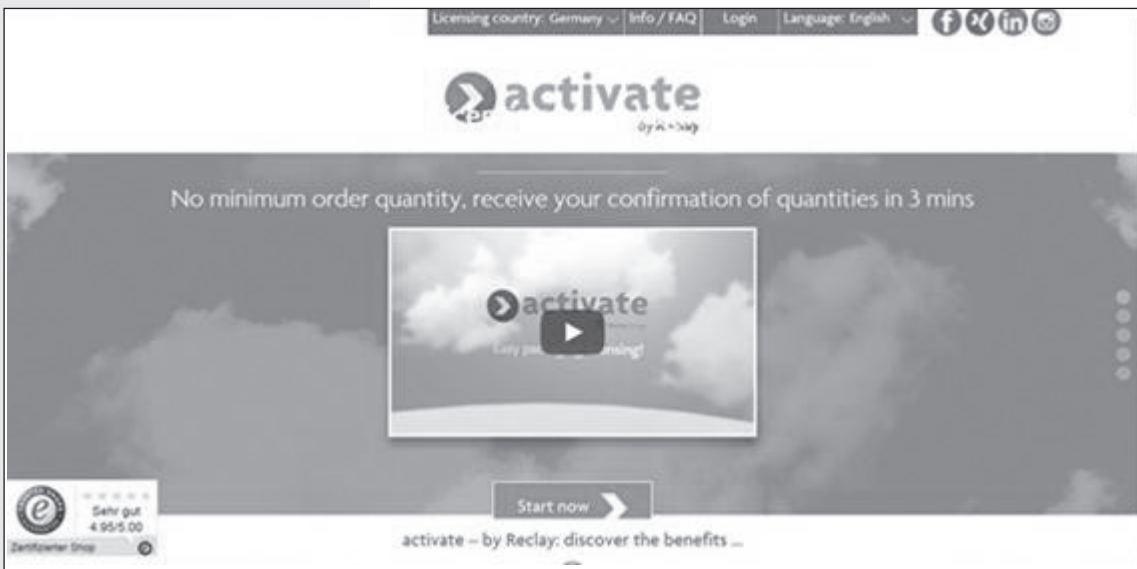 Licensing country: Germany Info / FAQ Login Language: English
activate
No minimum order quantity, receive your confirmation of quantities in 3 mins
activate
Easy
Start now
Sehr gut
4.95/5.00
Zertifizierter Shop
activate – by Reclay: discover the benefits ...